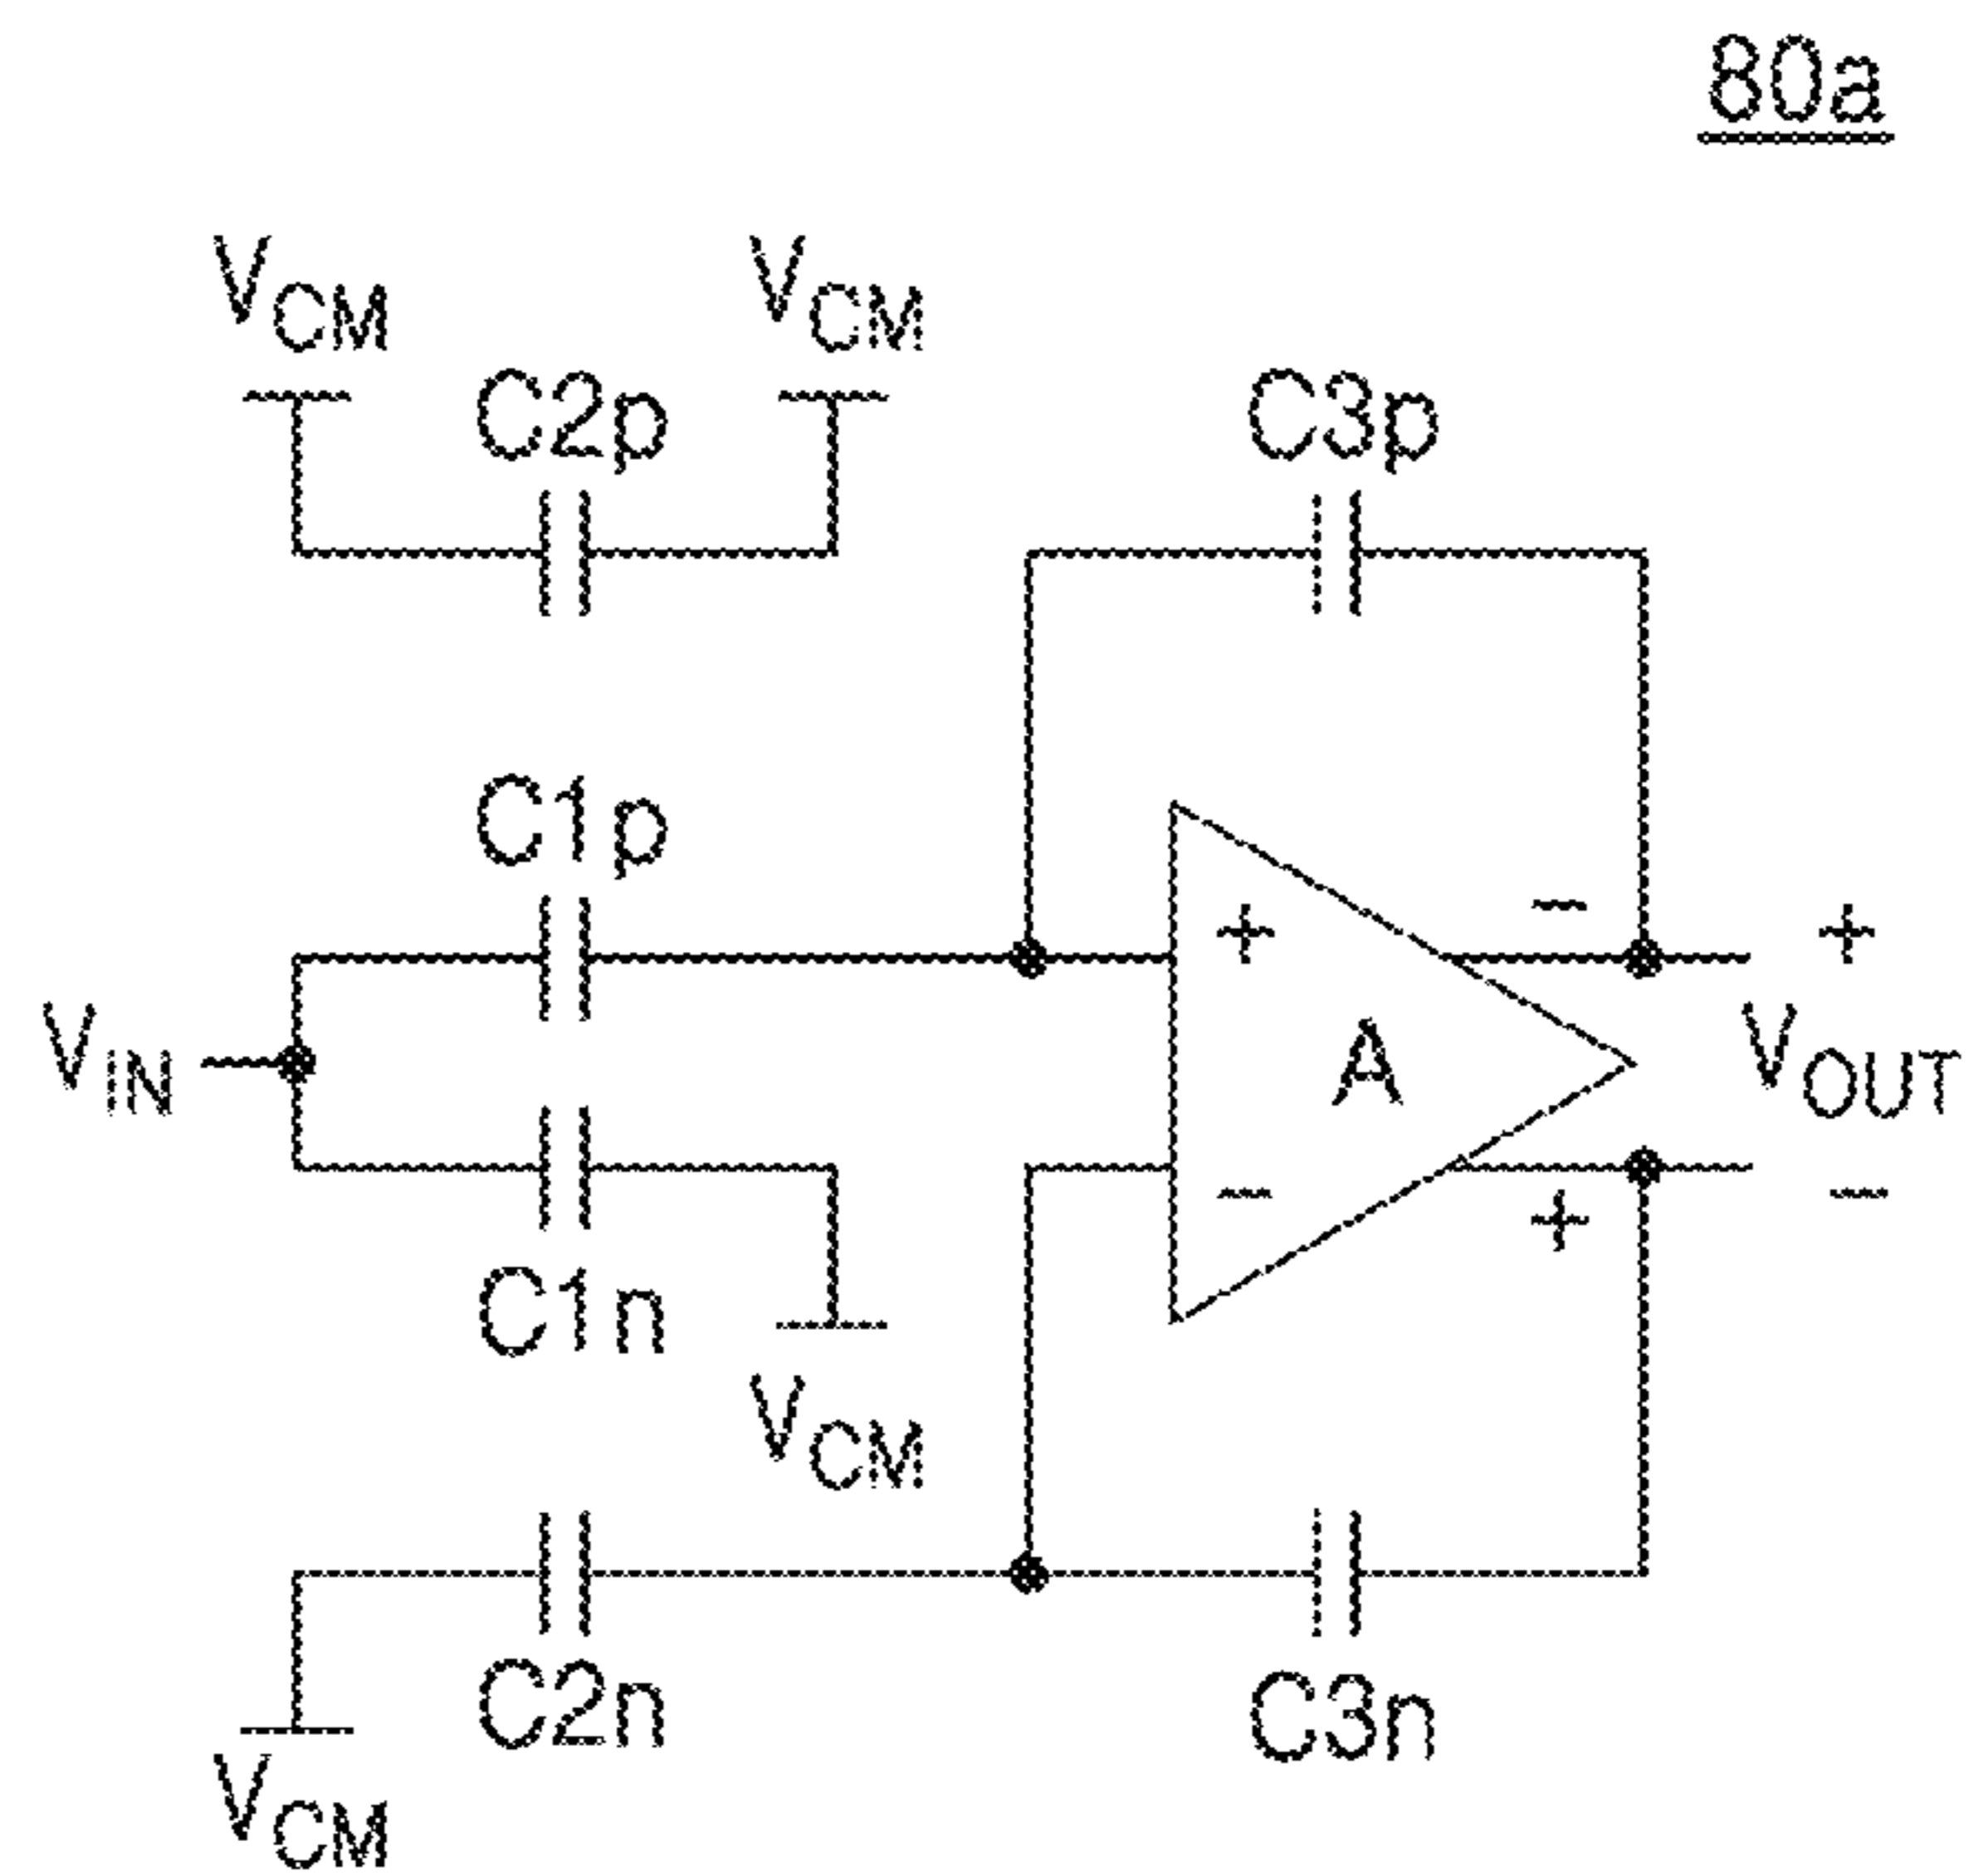 80a
VCM
VCM
C2p
C3p
C1p
+
−
+
VIN
A
VOUT
−
+
−
C1n
VCM
C2n
C3n
VCM